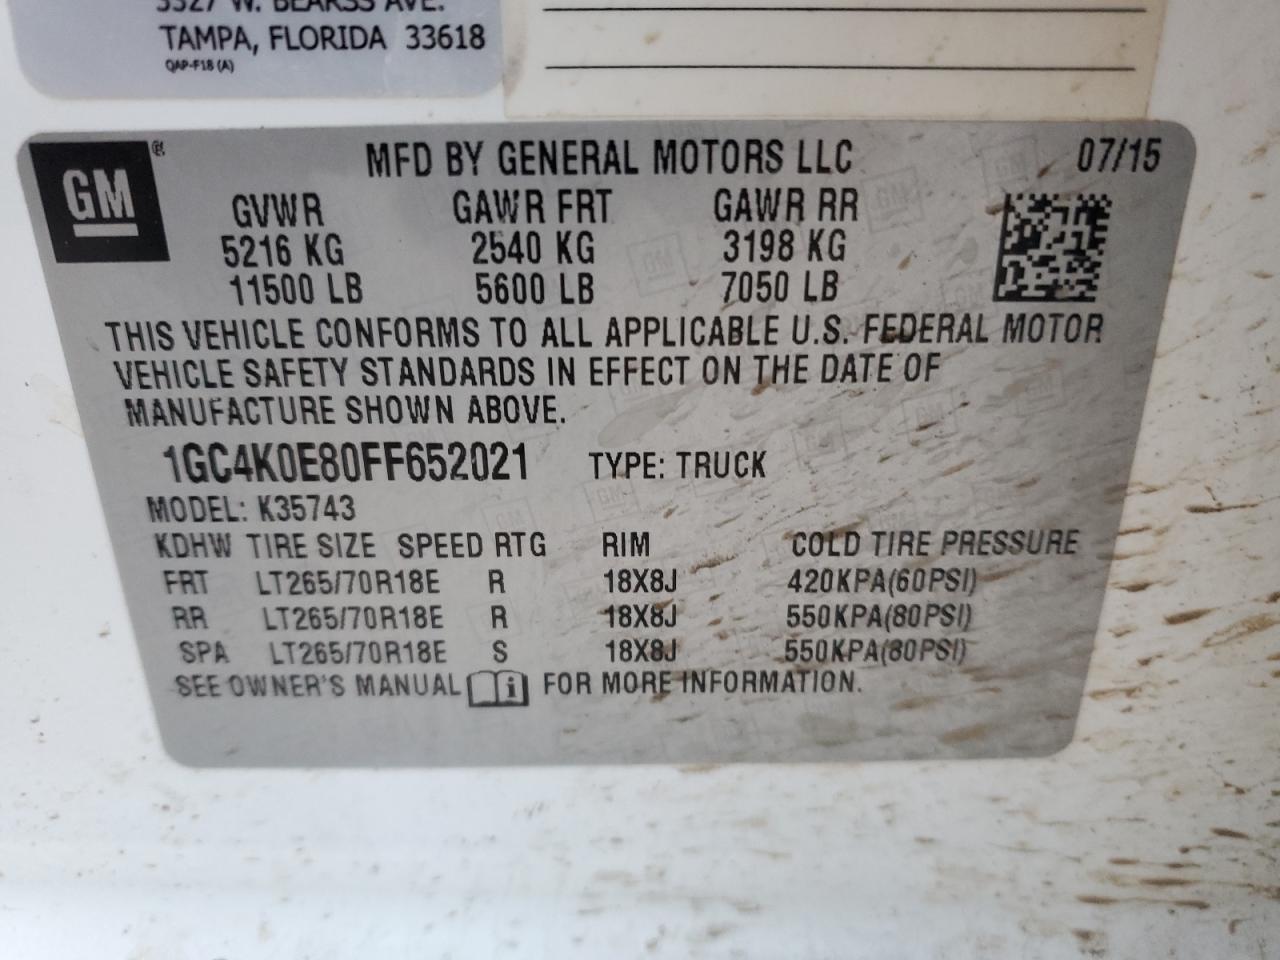 3327 W. BEARSS AVE.
TAMPA, FLORIDA 33618
QAP-F18 (A)
GM®
MFD BY GENERAL MOTORS LLC 07/15
GVWR GAWR FRT GAWR RR
5216 KG 2540 KG 3198 KG
11500 LB 5600 LB 7050 LB
THIS VEHICLE CONFORMS TO ALL APPLICABLE U.S. FEDERAL MOTOR
VEHICLE SAFETY STANDARDS IN EFFECT ON THE DATE OF
MANUFACTURE SHOWN ABOVE.
1GC4K0E80FF652021 TYPE: TRUCK
MODEL: K35743
KDHW TIRE SIZE SPEED RTG RIM COLD TIRE PRESSURE
FRT LT265/70R18E R 18X8J 420KPA(60PSI)
RR LT265/70R18E R 18X8J 550KPA(80PSI)
SPA LT265/70R18E S 18X8J 550KPA(80PSI)
SEE OWNER'S MANUAL i FOR MORE INFORMATION.